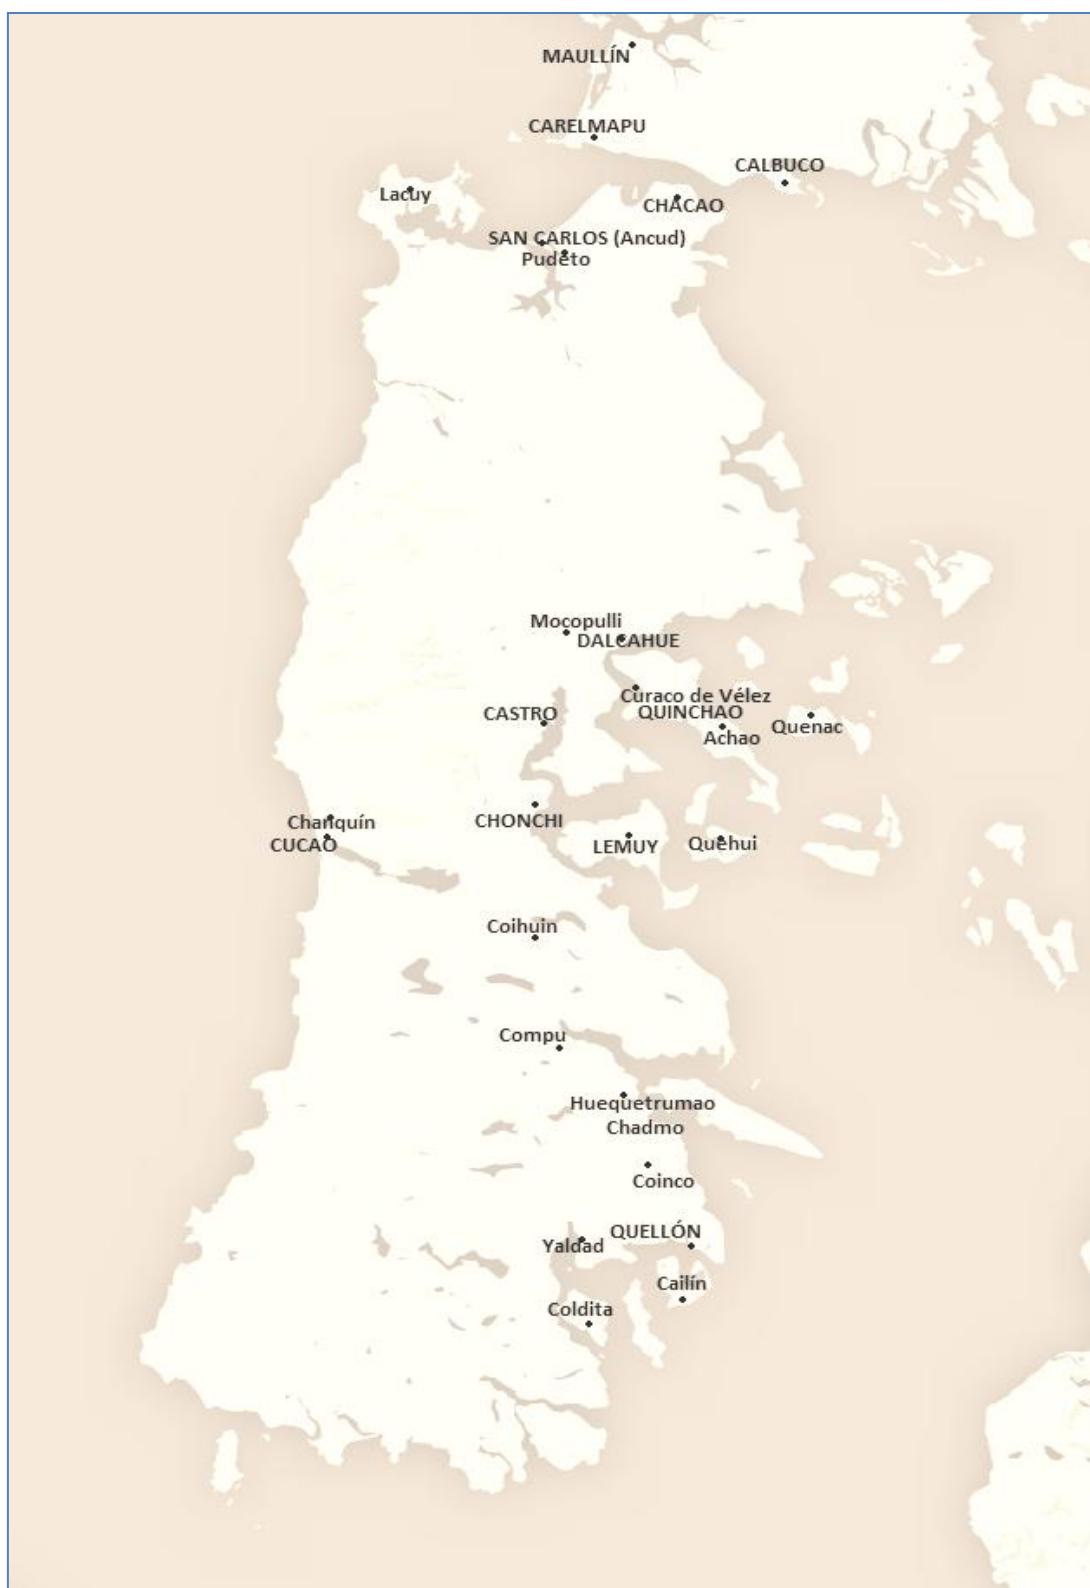 MAULLÍN
CARELMAPU
CALBUCO
Lacuy
CHACAO
SAN CARLOS (Ancud)
Pudeto
Mocopulli
DALCAHUE
Curaco de Vélez
QUINCHAO
CASTRO
Quenac
Achao
Chanquín
CHONCHI
CUCAO
LEMUY
Quehui
Coihuin
Compu
Huequetrumao
Chadmo
Coinco
QUELLÓN
Yaldad
Cailín
Coldita